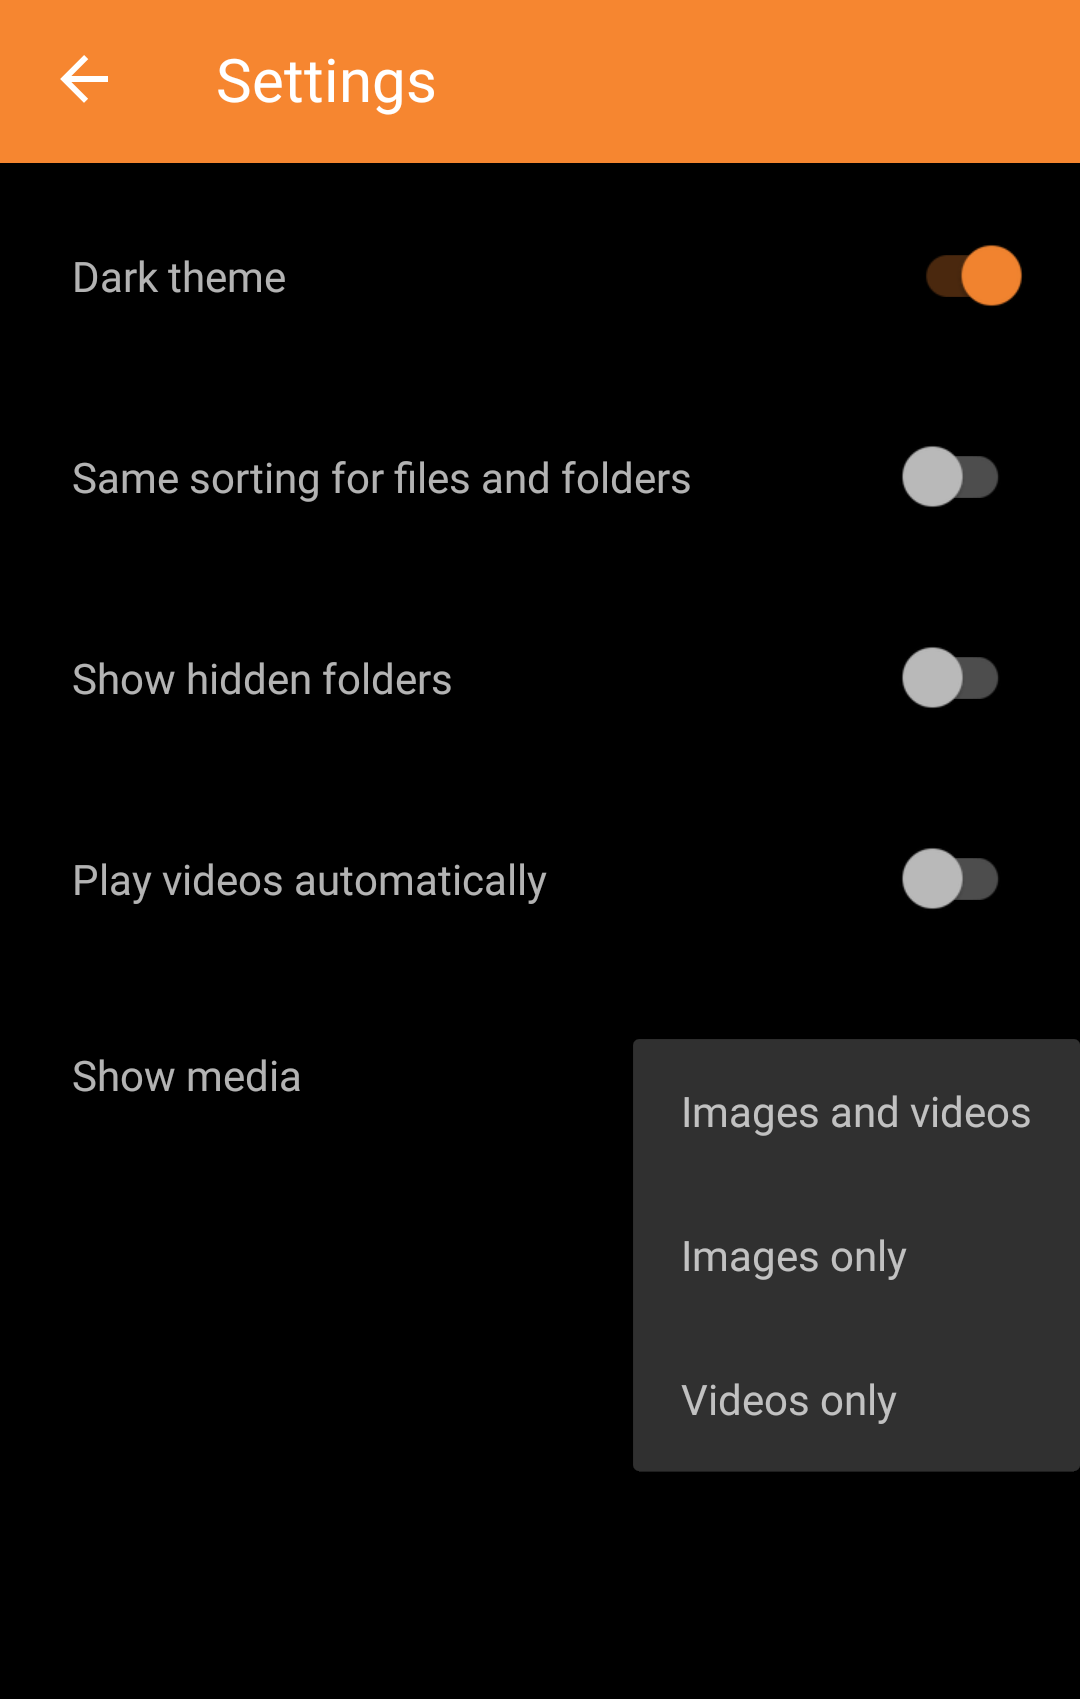 Settings
Dark theme
Same sorting for files and folders
Show hidden folders
Play videos automatically
Show media
Images and videos
Images only
Videos only